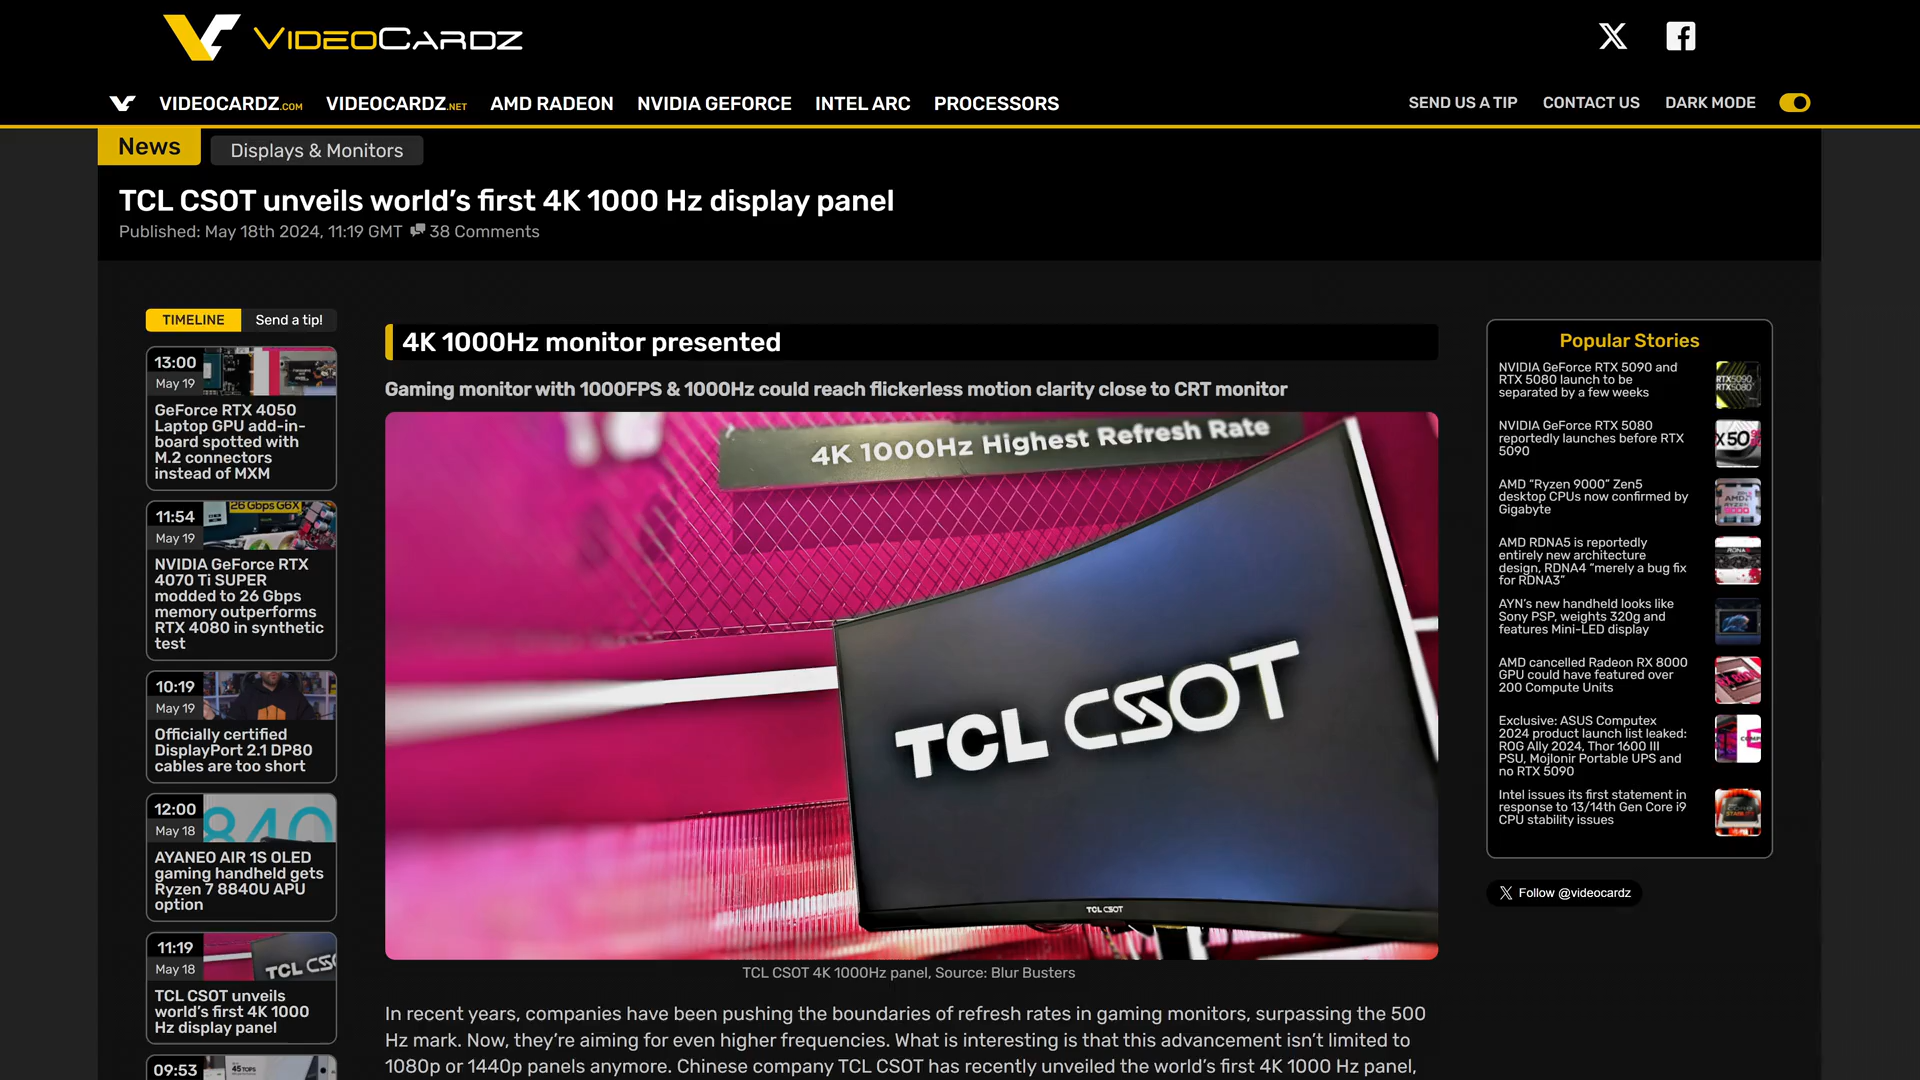 VIDEOCARDZ
VIDEOCARDZ.COM VIDEOCARDZ.NET AMD RADEON NVIDIA GEFORCE INTEL ARC PROCESSORS
SEND US A TIP CONTACT US DARK MODE
News
Displays & Monitors
TCL CSOT unveils world’s first 4K 1000 Hz display panel
Published: May 18th 2024, 11:19 GMT 38 Comments
TIMELINE Send a tip!
13:00
May 19
GeForce RTX 4050
Laptop GPU add-in-
board spotted with
M.2 connectors
instead of MXM
11:54
May 19
26 Gbps G6X
NVIDIA GeForce RTX
4070 Ti SUPER
modded to 26 Gbps
memory outperforms
RTX 4080 in synthetic
test
10:19
May 19
Officially certified
DisplayPort 2.1 DP80
cables are too short
12:00
May 18
840
AYANEO AIR 1S OLED
gaming handheld gets
Ryzen 7 8840U APU
option
11:19
May 18
TCL CS
TCL CSOT unveils
world’s first 4K 1000
Hz display panel
09:53
45 TOPS
4K 1000Hz monitor presented
Gaming monitor with 1000FPS & 1000Hz could reach flickerless motion clarity close to CRT monitor
4K 1000Hz Highest Refresh Rate
TCL CSOT
TCL CSOT
TCL CSOT 4K 1000Hz panel, Source: Blur Busters
In recent years, companies have been pushing the boundaries of refresh rates in gaming monitors, surpassing the 500
Hz mark. Now, they’re aiming for even higher frequencies. What is interesting is that this advancement isn’t limited to
1080p or 1440p panels anymore. Chinese company TCL CSOT has recently unveiled the world’s first 4K 1000 Hz panel,
Popular Stories
NVIDIA GeForce RTX 5090 and
RTX 5080 launch to be
separated by a few weeks
RTX5090
RTX5080
NVIDIA GeForce RTX 5080
reportedly launches before RTX
5090
X50
AMD “Ryzen 9000” Zen5
desktop CPUs now confirmed by
Gigabyte
AMD
RYZEN
9000
AMD RDNA5 is reportedly
entirely new architecture
design, RDNA4 “merely a bug fix
for RDNA3”
RDNA
AYN’s new handheld looks like
Sony PSP, weights 320g and
features Mini-LED display
AMD cancelled Radeon RX 8000
GPU could have featured over
200 Compute Units
Exclusive: ASUS Computex
2024 product launch list leaked:
ROG Ally 2024, Thor 1600 III
PSU, Mojlonir Portable UPS and
no RTX 5090
Intel issues its first statement in
response to 13/14th Gen Core i9
CPU stability issues
Follow @videocardz